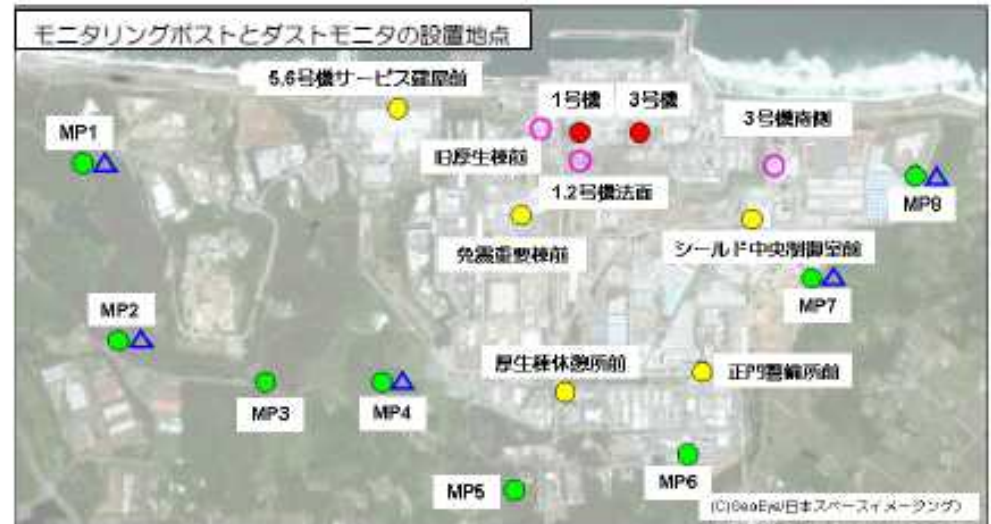 モニタリングポストとダストモニタの設置地点
5,6号機サービス建屋前
1号機
3号機
3号機南側
MP1
旧厚生棟前
1,2号機法面
MP8
免震重要棟前
シールド中央制御室前
MP7
MP2
厚生棟休憩所前
正門警備所前
MP3
MP4
MP5
MP6
(C)GeoEye/日本スペースイメージング)